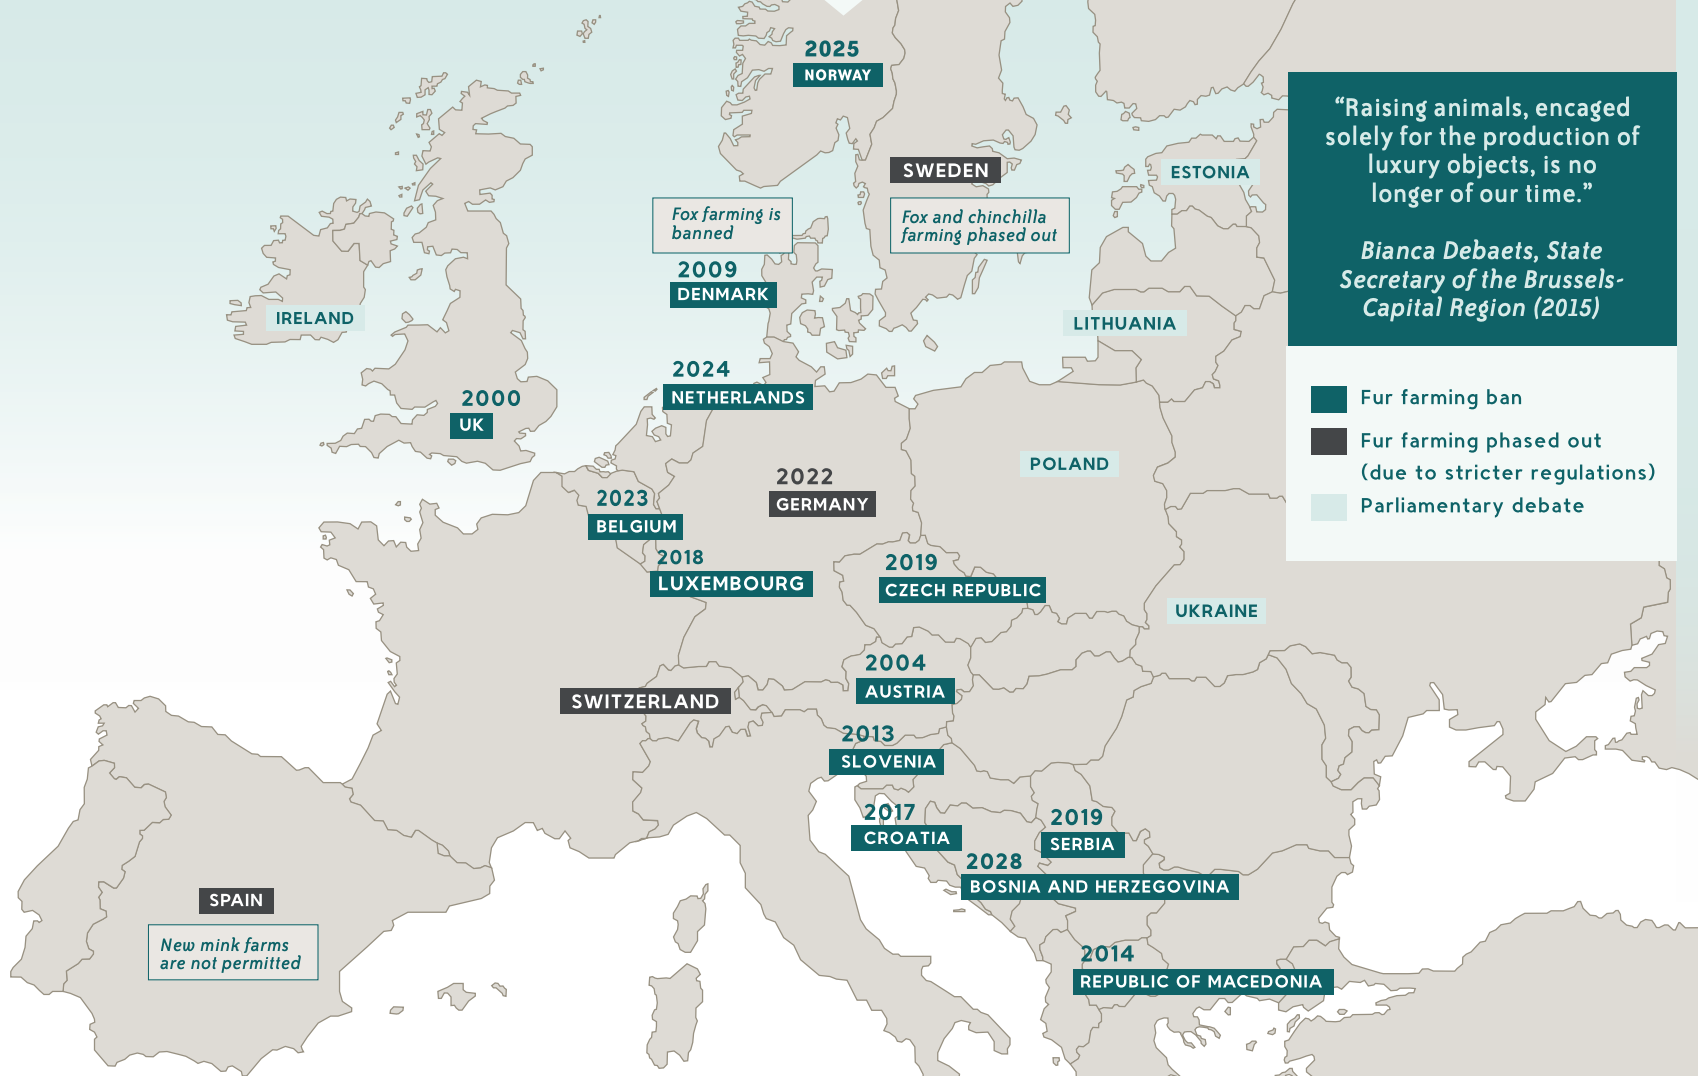 2025
NORWAY
SWEDEN
Fox and chinchilla
farming phased out
Fox farming is
banned
2009
DENMARK
ESTONIA
IRELAND
LITHUANIA
2024
NETHERLANDS
2000
UK
POLAND
2022
GERMANY
2023
BELGIUM
2018
LUXEMBOURG
2019
CZECH REPUBLIC
UKRAINE
2004
AUSTRIA
SWITZERLAND
2013
SLOVENIA
2017
CROATIA
2019
SERBIA
2028
BOSNIA AND HERZEGOVINA
SPAIN
New mink farms
are not permitted
2014
REPUBLIC OF MACEDONIA
“Raising animals, encaged
solely for the production of
luxury objects, is no
longer of our time.”
Bianca Debaets, State
Secretary of the Brussels-
Capital Region (2015)
Fur farming ban
Fur farming phased out
(due to stricter regulations)
Parliamentary debate